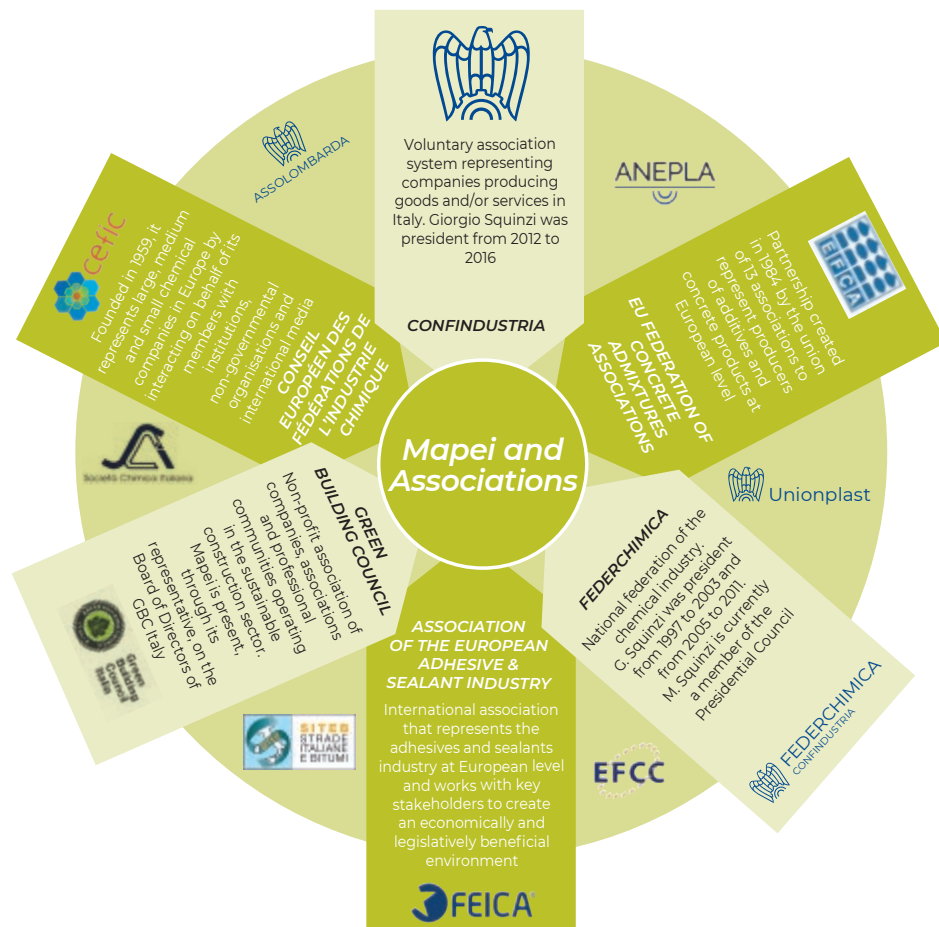 Voluntary association
system representing
companies producing
goods and/or services in
Italy. Giorgio Squinzi was
president from 2012 to
2016
CONFINDUSTRIA
ANEPLA
EFCA
Partnership created
in 1984 by the union
of 13 associations to
represent producers
of additives and
concrete products at
European level
EU FEDERATION OF
CONCRETE
ADMIXTURES
ASSOCIATIONS
Unionplast
FEDERCHIMICA
National federation of the
chemical industry.
G. Squinzi was president
from 1997 to 2003 and
from 2005 to 2011.
M. Squinzi is currently
a member of the
Presidential Council
FEDERCHIMICA
CONFINDUSTRIA
EFCC
ASSOCIATION
OF THE EUROPEAN
ADHESIVE &
SEALANT INDUSTRY
International association
that represents the
adhesives and sealants
industry at European level
and works with key
stakeholders to create
an economically and
legislatively beneficial
environment
FEICA
SITEB
STRADE
ITALIANE
E BITUMI
GREEN
BUILDING COUNCIL
Non-profit association of
companies, associations
and professional
communities operating
in the sustainable
construction sector.
Mapei is present,
through its
representative, on the
Board of Directors of
GBC Italy
Green
Building
Council
Italia
Società Chimica Italiana
cefic
Founded in 1959, it
represents large, medium
and small chemical
companies in Europe by
interacting on behalf of its
members with
institutions,
non-governmental
organisations and
international media
CONSEIL
EUROPÉEN DES
FÉDÉRATIONS DE
L'INDUSTRIE
CHIMIQUE
ASSOLOMBARDA
Mapei and
Associations